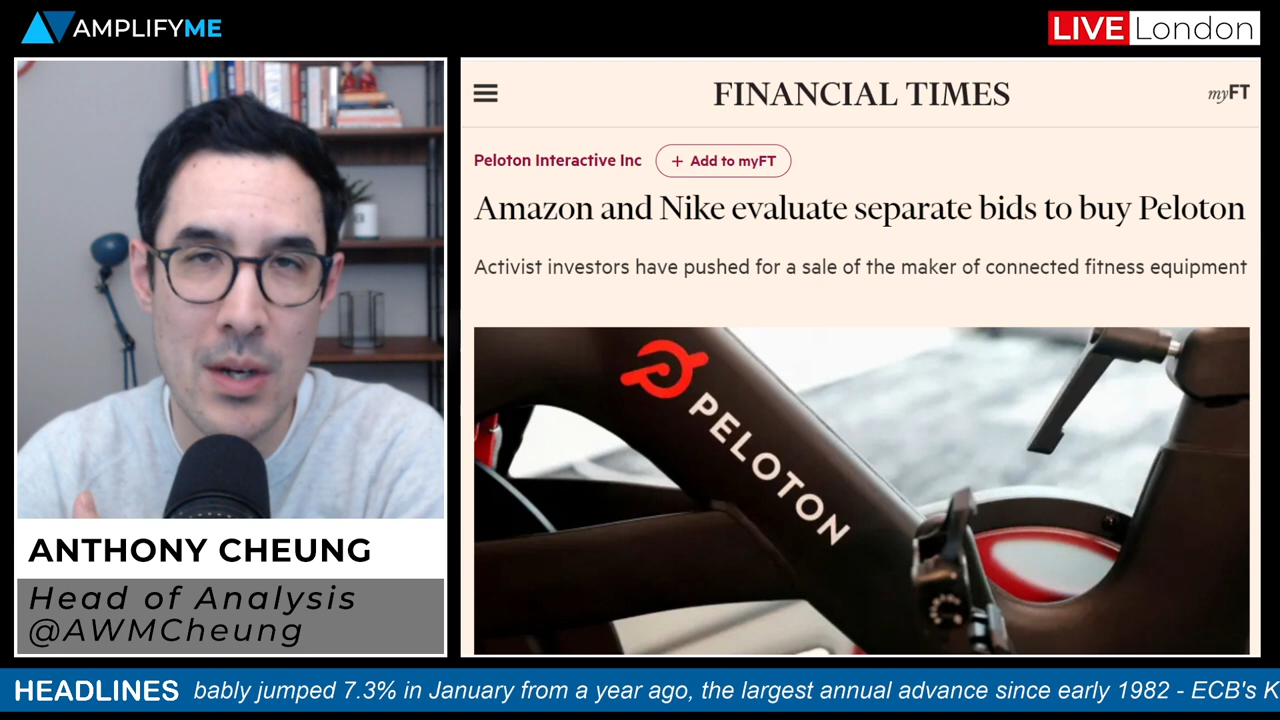 AMPLIFYME
LIVE London
FINANCIAL TIMES
myFT
Peloton Interactive Inc
+ Add to myFT
Amazon and Nike evaluate separate bids to buy Peloton
Activist investors have pushed for a sale of the maker of connected fitness equipment
PELOTON
ANTHONY CHEUNG
Head of Analysis
@AWMCheung
HEADLINES bably jumped 7.3% in January from a year ago, the largest annual advance since early 1982 - ECB's K